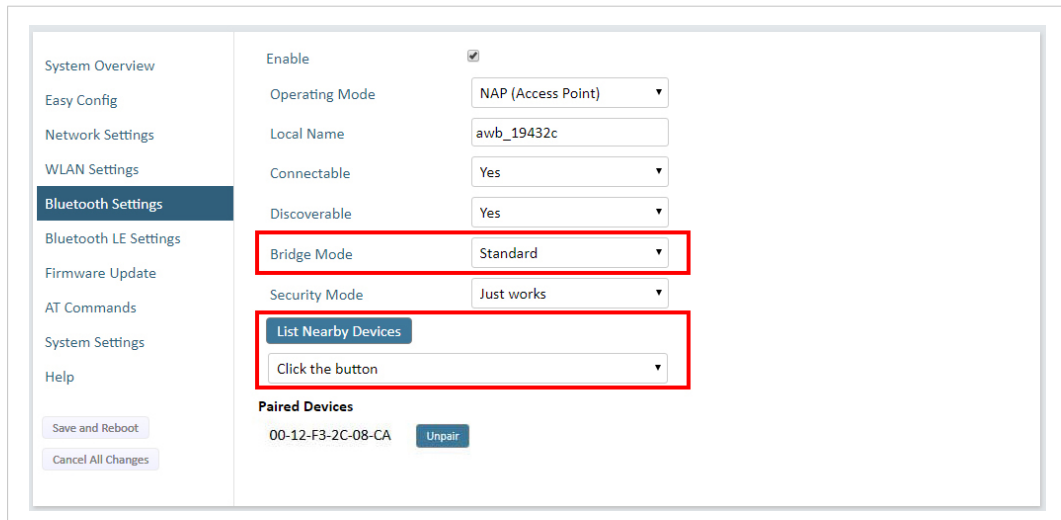 System Overview
Easy Config
Network Settings
WLAN Settings
Bluetooth Settings
Bluetooth LE Settings
Firmware Update
AT Commands
System Settings
Help
Save and Reboot
Cancel All Changes
Enable
Operating Mode NAP (Access Point)
Local Name awb_19432c
Connectable Yes
Discoverable Yes
Bridge Mode Standard
Security Mode Just works
List Nearby Devices
Click the button
Paired Devices
00-12-F3-2C-08-CA Unpair